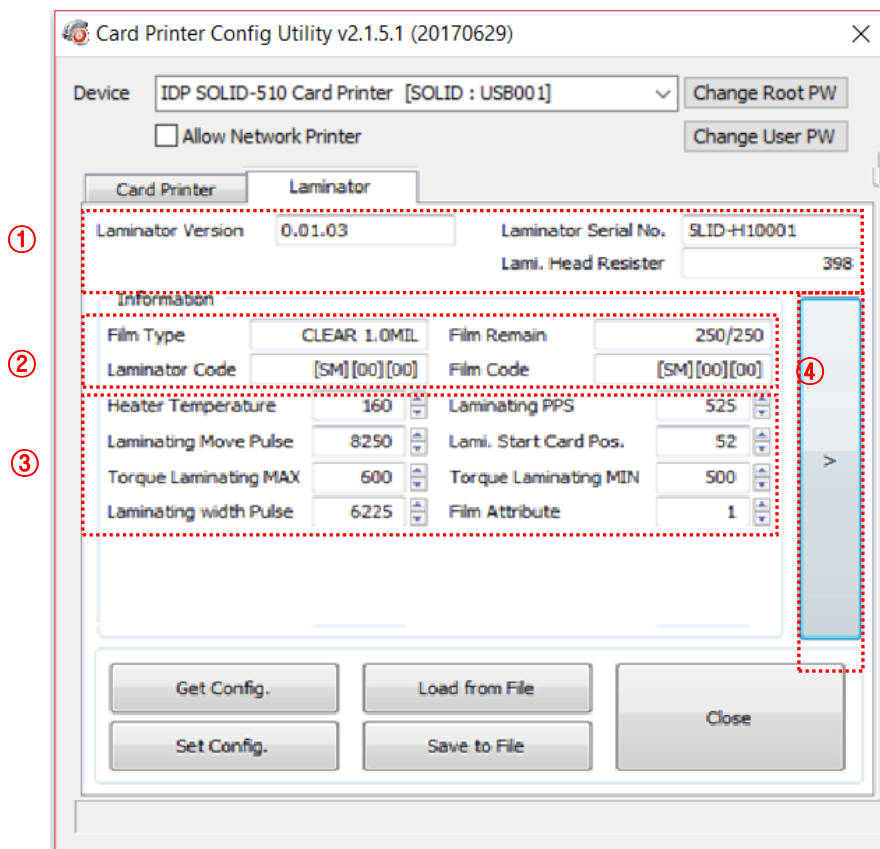 Card Printer Config Utility v2.1.5.1 (20170629)
Device IDP SOLID-510 Card Printer [SOLID : USB001] Change Root PW
Allow Network Printer Change User PW
Card Printer Laminator
① Laminator Version 0.01.03 Laminator Serial No. SLID-H10001
Lami. Head Resister 398
Information
Film Type CLEAR 1.0MIL Film Remain 250/250
② Laminator Code [SM][00][00] Film Code [SM][00][00] ④
Heater Temperature 160 Laminating PPS 525
Laminating Move Pulse 8250 Lami. Start Card Pos. 52
③ Torque Laminating MAX 600 Torque Laminating MIN 500
>
Laminating width Pulse 6225 Film Attribute 1
Get Config. Load from File
Close
Set Config. Save to File